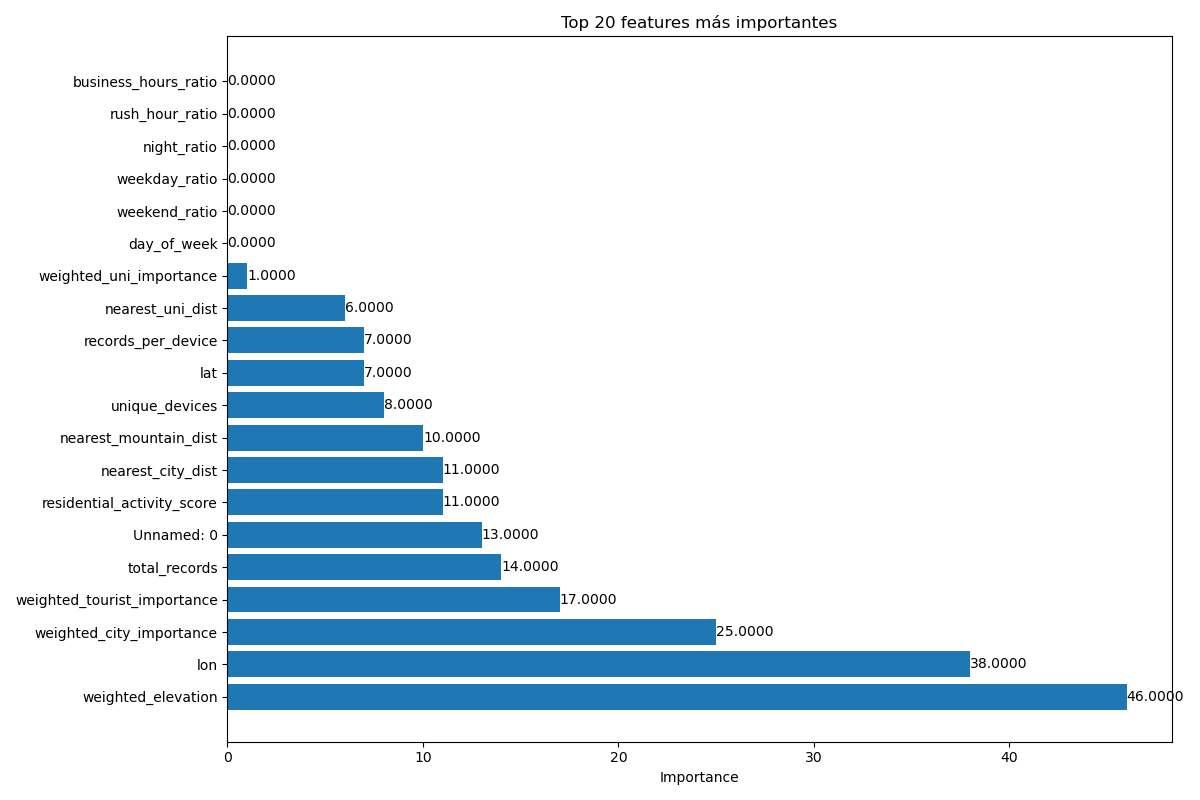 Top 20 features más importantes
business_hours_ratio 0.0000
rush_hour_ratio 0.0000
night_ratio 0.0000
weekday_ratio 0.0000
weekend_ratio 0.0000
day_of_week 0.0000
weighted_uni_importance 1.0000
nearest_uni_dist 6.0000
records_per_device 7.0000
lat 7.0000
unique_devices 8.0000
nearest_mountain_dist 10.0000
nearest_city_dist 11.0000
residential_activity_score 11.0000
Unnamed: 0 13.0000
total_records 14.0000
weighted_tourist_importance 17.0000
weighted_city_importance 25.0000
lon 38.0000
weighted_elevation 46.0000
0 10 20 30 40
Importance